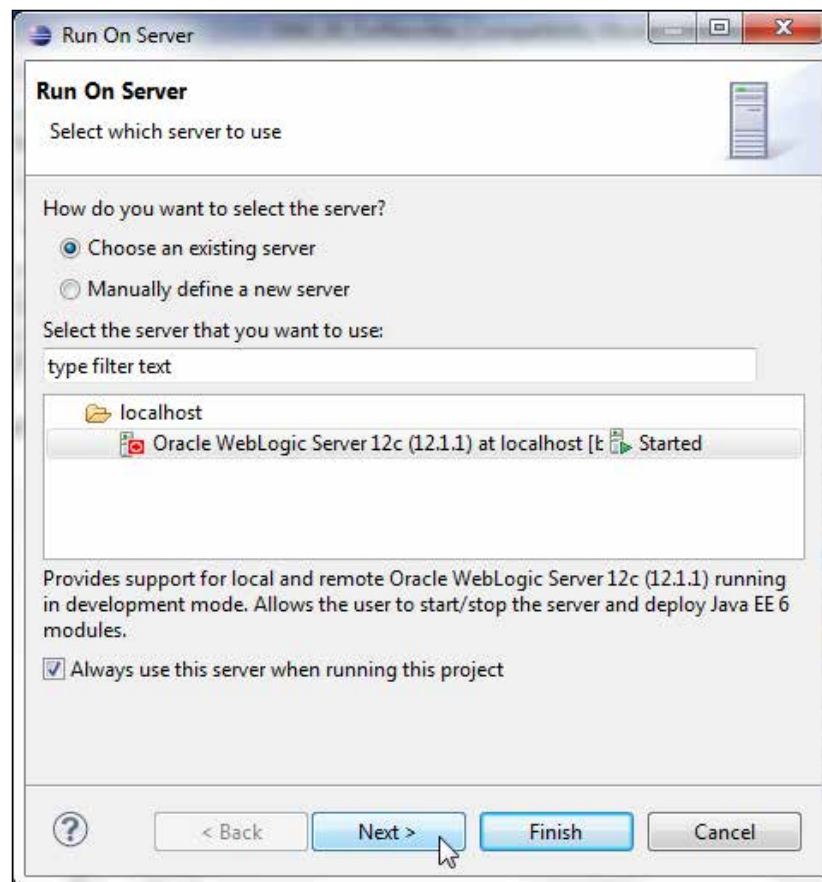 Run On Server
Run On Server
Select which server to use
How do you want to select the server?
Choose an existing server
Manually define a new server
Select the server that you want to use:
type filter text
localhost
Oracle WebLogic Server 12c (12.1.1) at localhost [b Started
Provides support for local and remote Oracle WebLogic Server 12c (12.1.1) running
in development mode. Allows the user to start/stop the server and deploy Java EE 6
modules.
Always use this server when running this project
? < Back Next > Finish Cancel